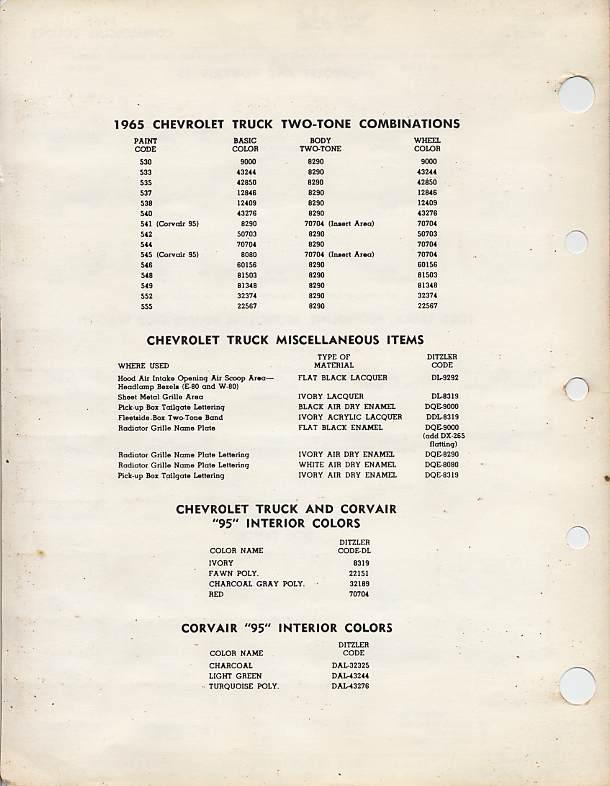 1965 CHEVROLET TRUCK TWO-TONE COMBINATIONS
PAINT BASIC BODY WHEEL
CODE COLOR TWO-TONE COLOR
530 9000 8290 9000
533 43244 8290 43244
535 42850 8290 42850
537 12846 8290 12846
538 12409 8290 12409
540 43276 8290 43276
541 (Corvair 95) 8290 70704 (Insert Area) 70704
542 50703 8290 50703
544 70704 8290 70704
545 (Corvair 95) 8080 70704 (Insert Area) 70704
546 60156 8290 60156
548 81503 8290 81503
549 81348 8290 81348
552 32374 8290 32374
555 22567 8290 22567
CHEVROLET TRUCK MISCELLANEOUS ITEMS
TYPE OF DITZLER
WHERE USED MATERIAL CODE
Hood Air Intake Opening Air Scoop Area— FLAT BLACK LACQUER DL-9292
Headlamp Bezels (E-80 and W-80)
Sheet Metal Grille Area IVORY LACQUER DL-8319
Pick-up Box Tailgate Lettering BLACK AIR DRY ENAMEL DQE-9000
Fleetside Box Two-Tone Band IVORY ACRYLIC LACQUER DDL-8319
Radiator Grille Name Plate FLAT BLACK ENAMEL DQE-9000
(add DX-265
flatting)
Radiator Grille Name Plate Lettering IVORY AIR DRY ENAMEL DQE-8290
Radiator Grille Name Plate Lettering WHITE AIR DRY ENAMEL DQE-8080
Pick-up Box Tailgate Lettering IVORY AIR DRY ENAMEL DQE-8319
CHEVROLET TRUCK AND CORVAIR
"95" INTERIOR COLORS
DITZLER
COLOR NAME CODE-DL
IVORY 8319
FAWN POLY. 22151
CHARCOAL GRAY POLY. 32189
RED 70704
CORVAIR "95" INTERIOR COLORS
DITZLER
COLOR NAME CODE
CHARCOAL DAL-32325
LIGHT GREEN DAL-43244
TURQUOISE POLY. DAL-43276